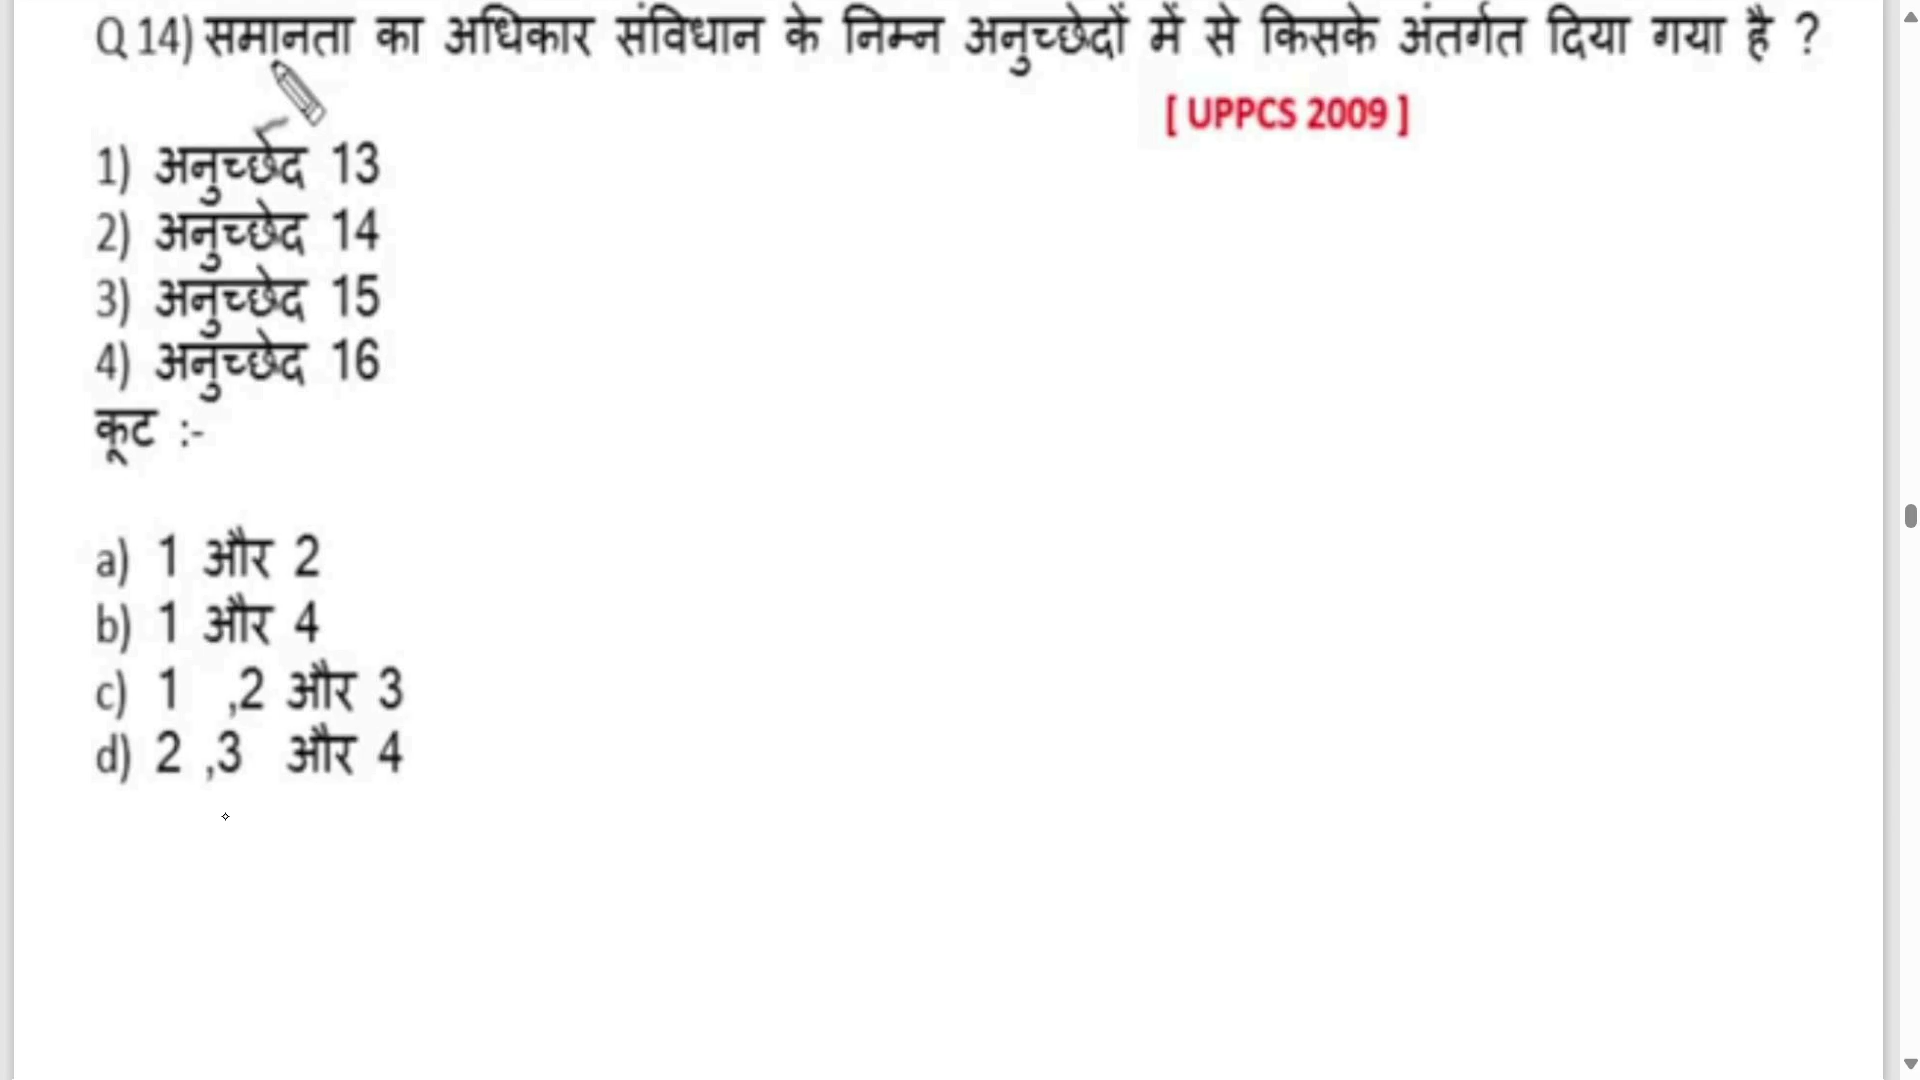 Q 14) समानता का अधिकार संविधान के निम्न अनुच्छेदों में से किसके अंतर्गत दिया गया है ?
[ UPPCS 2009 ]
1) अनुच्छेद 13
2) अनुच्छेद 14
3) अनुच्छेद 15
4) अनुच्छेद 16
कूट :-
a) 1 और 2
b) 1 और 4
c) 1 ,2 और 3
d) 2 ,3 और 4